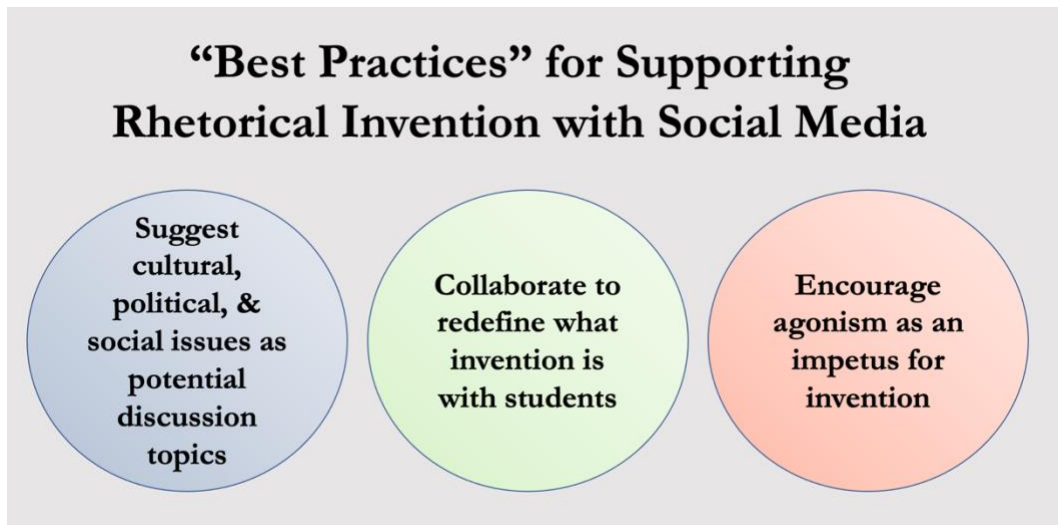 “Best Practices” for Supporting
Rhetorical Invention with Social Media
Suggest
cultural,
political, &
social issues as
potential
discussion
topics
Collaborate to
redefine what
invention is
with students
Encourage
agonism as an
impetus for
invention